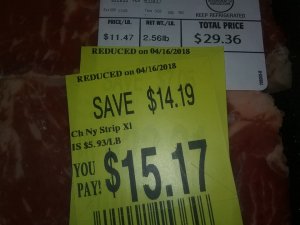 KEEP REFRIGERATED
PRICE/LB. NET WT./LB. TOTAL PRICE
$11.47 2.56lb $29.36
REDUCED on 04/16/2018
REDUCED on 04/16/2018
SAVE $14.19
Ch Ny Strip Xl
IS $5.93/LB
YOU PAY! $15.17